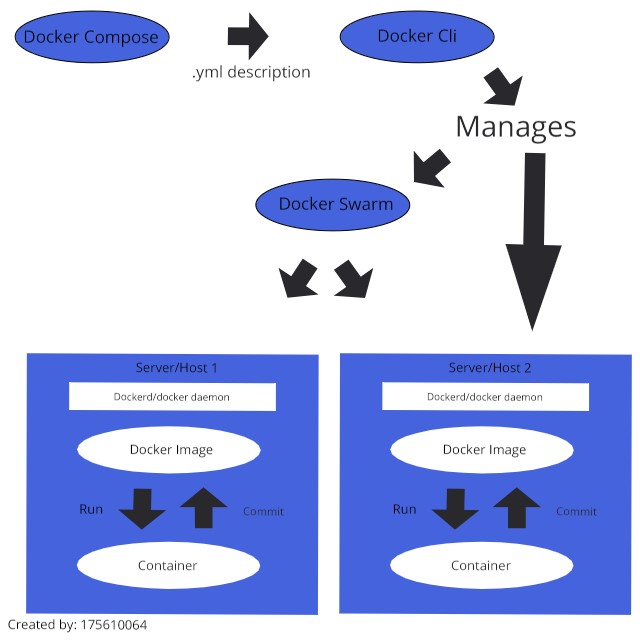 Docker Compose
Docker Cli
.yml description
Manages
Docker Swarm
Server/Host 1
Dockerd/docker daemon
Docker Image
Run
Commit
Container
Server/Host 2
Dockerd/docker daemon
Docker Image
Run
Commit
Container
Created by: 175610064